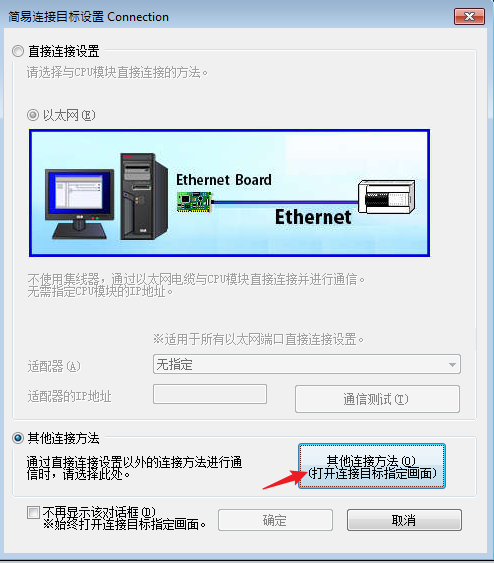 简易连接目标设置 Connection
直接连接设置
请选择与CPU模块直接连接的方法。
以太网(E)
Ethernet Board
Ethernet
不使用集线器，通过以太网电缆与CPU模块直接连接并进行通信。
无需指定CPU模块的IP地址。
※适用于所有以太网端口直接连接设置。
适配器(A)
无指定
适配器的IP地址
通信测试(T)
其他连接方法
通过直接连接设置以外的连接方法进行通
信时，请选择此处。
其他连接方法(O)
(打开连接目标指定画面)
不再显示该对话框(D)
※始终打开连接目标指定画面。
确定
取消